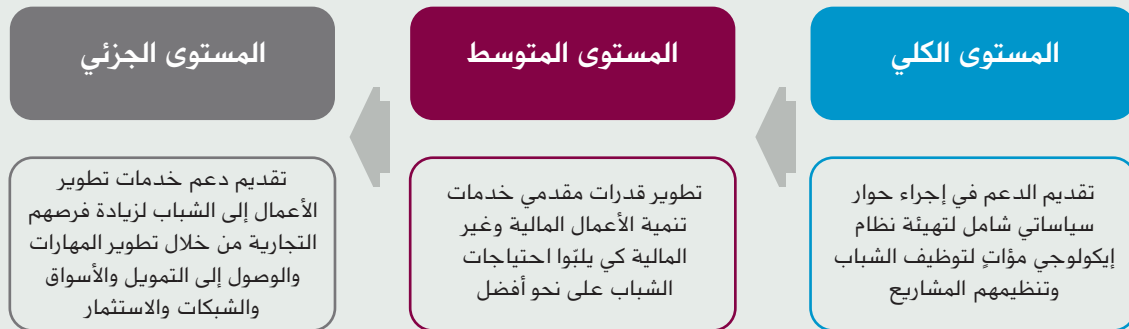 المستوى الكلي
تقديم الدعم في إجراء حوار
سياساتي شامل لتهيئة نظام
إيكولوجي مؤاتٍ لتوظيف الشباب
وتنظيمهم المشاريع
المستوى المتوسط
تطوير قدرات مقدمي خدمات
تنمية الأعمال المالية وغير
المالية كي يلبّوا احتياجات
الشباب على نحو أفضل
المستوى الجزئي
تقديم دعم خدمات تطوير
الأعمال إلى الشباب لزيادة فرصهم
التجارية من خلال تطوير المهارات
والوصول إلى التمويل والأسواق
والشبكات والاستثمار